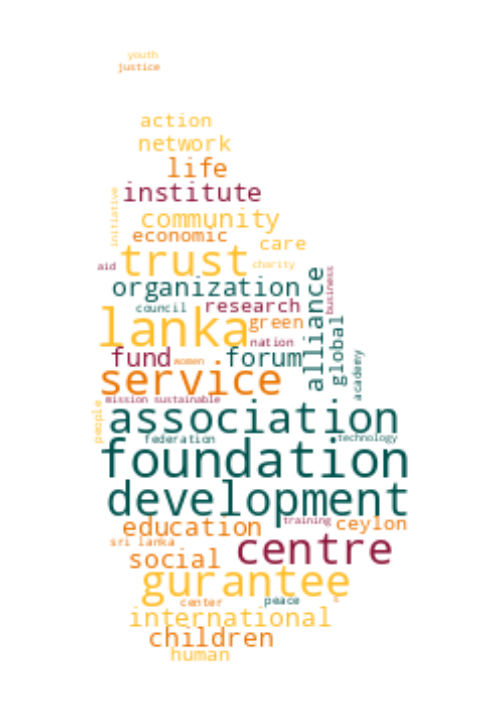 youth
justice
action
network
life
institute
initiative
community
economic
care
trust
aid
charity
organization
alliance
business
council
research
lanka
green
global
nation
fund
women
forum
academy
service
mission
sustainable
people
association
federation
technology
foundation
development
training
education
ceylon
sri lanka
centre
social
gurantee
center
peace
international
children
human